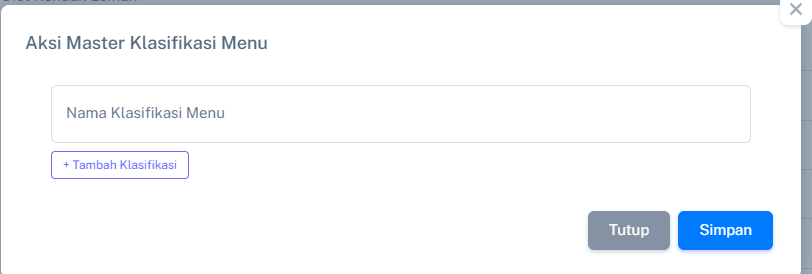 Aksi Master Klasifikasi Menu
Nama Klasifikasi Menu
+ Tambah Klasifikasi
Tutup
Simpan